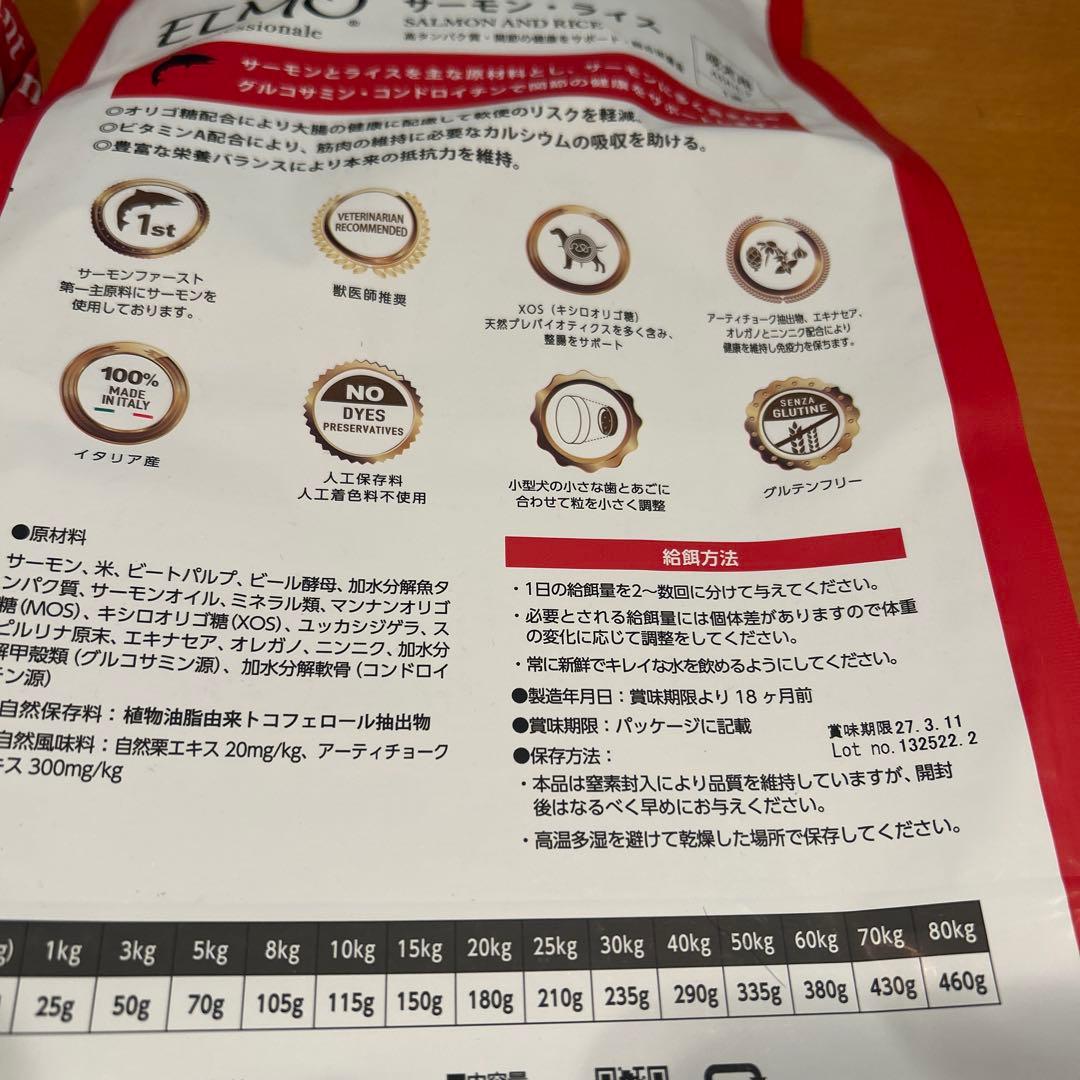 ELMO®
サーモン・ライス
SALMON AND RICE
高タンパク質・関節の健康をサポート
サーモンとライスを主な原材料とし、サーモンに多く含まれ
グルコサミン・コンドロイチンで関節の健康をサポート
◎オリゴ糖配合により大腸の健康に配慮して軟便のリスクを軽減。
◎ビタミンA配合により、筋肉の維持に必要なカルシウムの吸収を助ける。
◎豊富な栄養バランスにより本来の抵抗力を維持。
1st
サーモンファースト
第一主原料にサーモンを
使用しております。
VETERINARIAN
RECOMMENDED
獣医師推奨
XOS（キシロオリゴ糖）
天然プレバイオティクスを多く含み、
整腸をサポート
アーティチョーク抽出物、エキナセア、
オレガノとニンニク配合により
健康を維持し免疫力を保ちます。
100%
MADE
IN ITALY
イタリア産
NO
DYES
PRESERVATIVES
人工保存料
人工着色料不使用
小型犬の小さな歯とあごに
合わせて粒を小さく調整
SENZA
GLUTINE
グルテンフリー
●原材料
サーモン、米、ビートパルプ、ビール酵母、加水分解魚タ
ンパク質、サーモンオイル、ミネラル類、マンナンオリゴ
糖（MOS）、キシロオリゴ糖（XOS）、ユッカシジゲラ、ス
ピルリナ原末、エキナセア、オレガノ、ニンニク、加水分
解甲殻類（グルコサミン源）、加水分解軟骨（コンドロイ
チン源）
自然保存料：植物油脂由来トコフェロール抽出物
自然風味料：自然栗エキス 20mg/kg、アーティチョーク
キス 300mg/kg
給餌方法
・1日の給餌量を2〜数回に分けて与えてください。
・必要とされる給餌量には個体差がありますので体重
の変化に応じて調整をしてください。
・常に新鮮でキレイな水を飲めるようにしてください。
●製造年月日：賞味期限より 18 ヶ月前
●賞味期限：パッケージに記載
賞味期限27.3.11
Lot no.132522.2
●保存方法：
・本品は窒素封入により品質を維持していますが、開封
後はなるべく早めにお与えください。
・高温多湿を避けて乾燥した場所で保存してください。
g) 1kg 3kg 5kg 8kg 10kg 15kg 20kg 25kg 30kg 40kg 50kg 60kg 70kg 80kg
25g 50g 70g 105g 115g 150g 180g 210g 235g 290g 335g 380g 430g 460g
■内容量